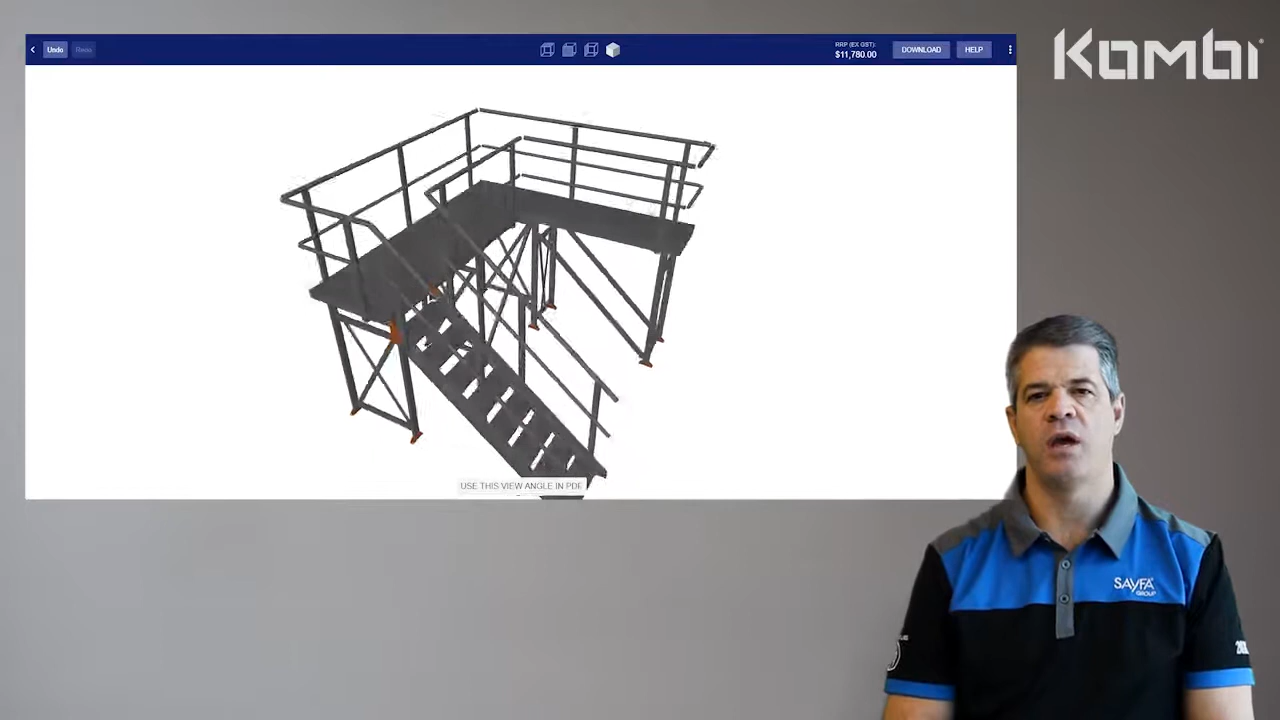 Undo
Redo
RRP (EX GST):
$11,780.00
DOWNLOAD
HELP
KOMBI
USE THIS VIEW ANGLE IN PDF
SAYFA
GROUP